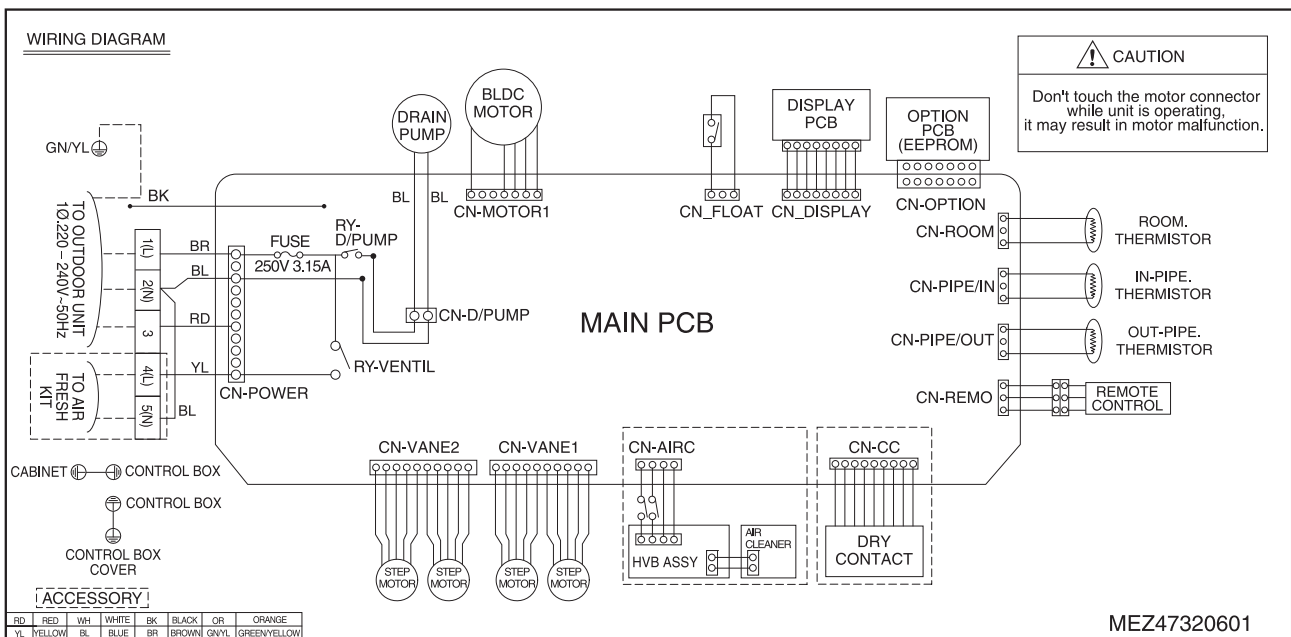 WIRING DIAGRAM
CAUTION
Don't touch the motor connector
while unit is operating,
it may result in motor malfunction.
DRAIN
PUMP
BLDC
MOTOR
DISPLAY
PCB
OPTION
PCB
(EEPROM)
GN/YL
BK
BL
BL
CN-MOTOR1
CN_FLOAT
CN_DISPLAY
CN-OPTION
TO OUTDOOR UNIT
1Ø.220 – 240V~50Hz
1(L)
2(N)
3
4(L)
5(N)
BR
BL
RD
YL
BL
FUSE
250V 3.15A
RY-
D/PUMP
CN-D/PUMP
RY-VENTIL
CN-POWER
MAIN PCB
CN-ROOM
ROOM.
THERMISTOR
CN-PIPE/IN
IN-PIPE.
THERMISTOR
CN-PIPE/OUT
OUT-PIPE.
THERMISTOR
CN-REMO
REMOTE
CONTROL
TO AIR
FRESH
KIT
CABINET
CONTROL BOX
CONTROL BOX
CONTROL BOX
COVER
CN-VANE2
CN-VANE1
CN-AIRC
CN-CC
STEP
MOTOR
STEP
MOTOR
STEP
MOTOR
STEP
MOTOR
HVB ASSY
AIR
CLEANER
DRY
CONTACT
ACCESSORY
RD RED WH WHITE BK BLACK OR ORANGE
YL YELLOW BL BLUE BR BROWN GN/YL GREEN/YELLOW
MEZ47320601